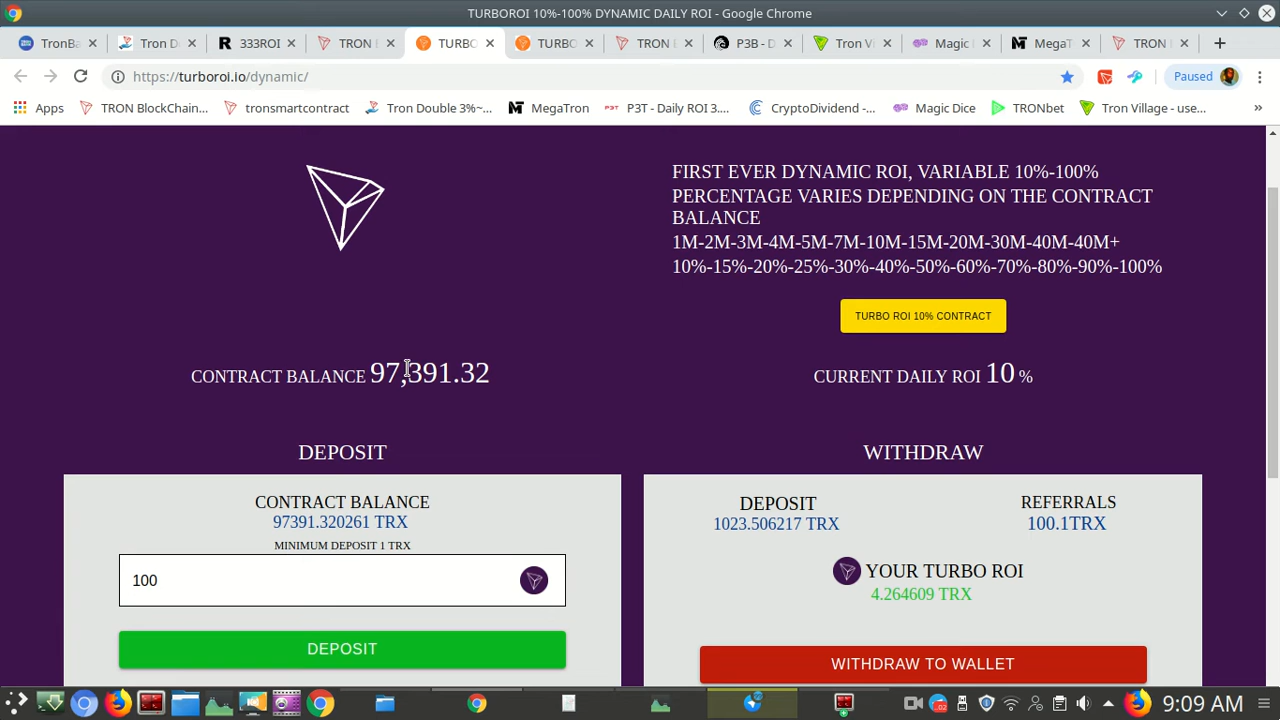 TURBOROI 10%-100% DYNAMIC DAILY ROI - Google Chrome
TronBa
Tron D
333ROI
TRON E
TURBO
TURBO
TRON E
P3B - D
Tron Vi
Magic
MegaT
TRON
https://turboroi.io/dynamic/
Paused
Apps
TRON BlockChain...
tronsmartcontract
Tron Double 3%~...
MegaTron
P3T - Daily ROI 3....
CryptoDividend -...
Magic Dice
TRONbet
Tron Village - use...
»
FIRST EVER DYNAMIC ROI, VARIABLE 10%-100%
PERCENTAGE VARIES DEPENDING ON THE CONTRACT
BALANCE
1M-2M-3M-4M-5M-7M-10M-15M-20M-30M-40M-40M+
10%-15%-20%-25%-30%-40%-50%-60%-70%-80%-90%-100%
TURBO ROI 10% CONTRACT
CONTRACT BALANCE 97,391.32
CURRENT DAILY ROI 10 %
DEPOSIT
CONTRACT BALANCE
97391.320261 TRX
MINIMUM DEPOSIT 1 TRX
100
DEPOSIT
WITHDRAW
DEPOSIT
1023.506217 TRX
REFERRALS
100.1TRX
YOUR TURBO ROI
4.264609 TRX
WITHDRAW TO WALLET
9:09 AM